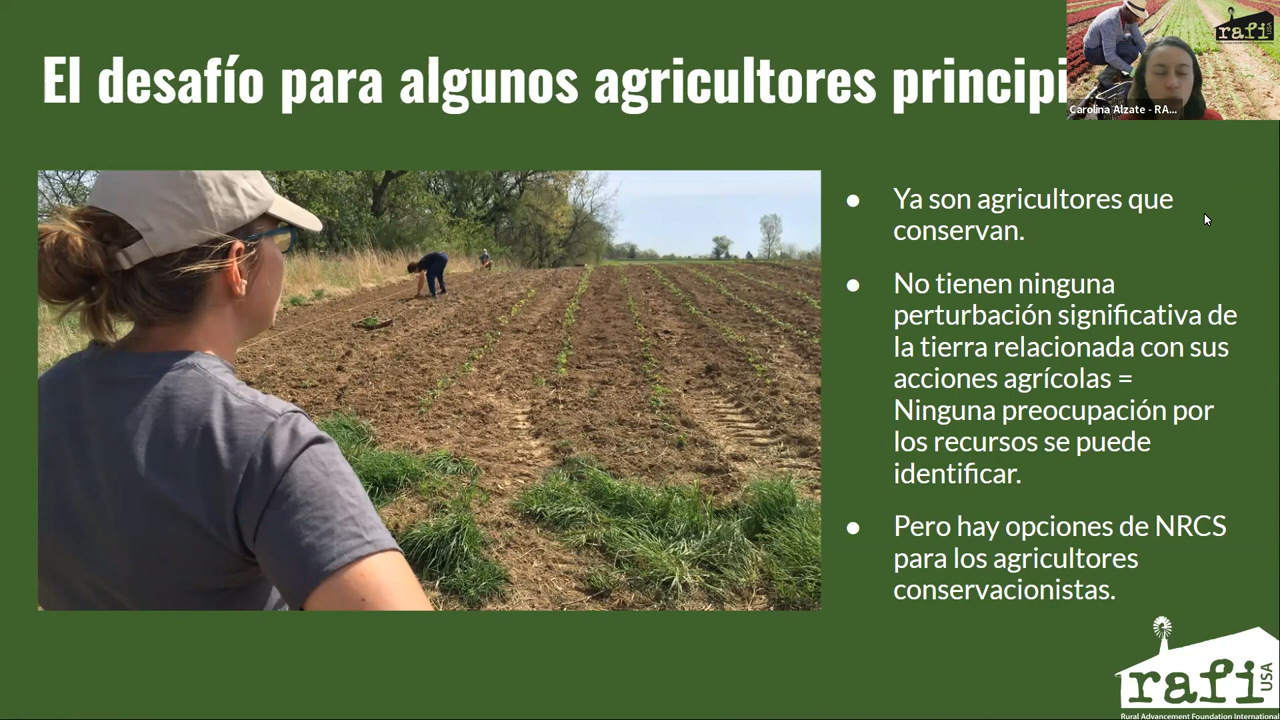 El desafío para algunos agricultores principi
rafi
USA
Carolina Alzate - RA...
● Ya son agricultores que
conservan.
● No tienen ninguna
perturbación significativa de
la tierra relacionada con sus
acciones agrícolas =
Ninguna preocupación por
los recursos se puede
identificar.
● Pero hay opciones de NRCS
para los agricultores
conservacionistas.
rafi
USA
Rural Advancement Foundation International